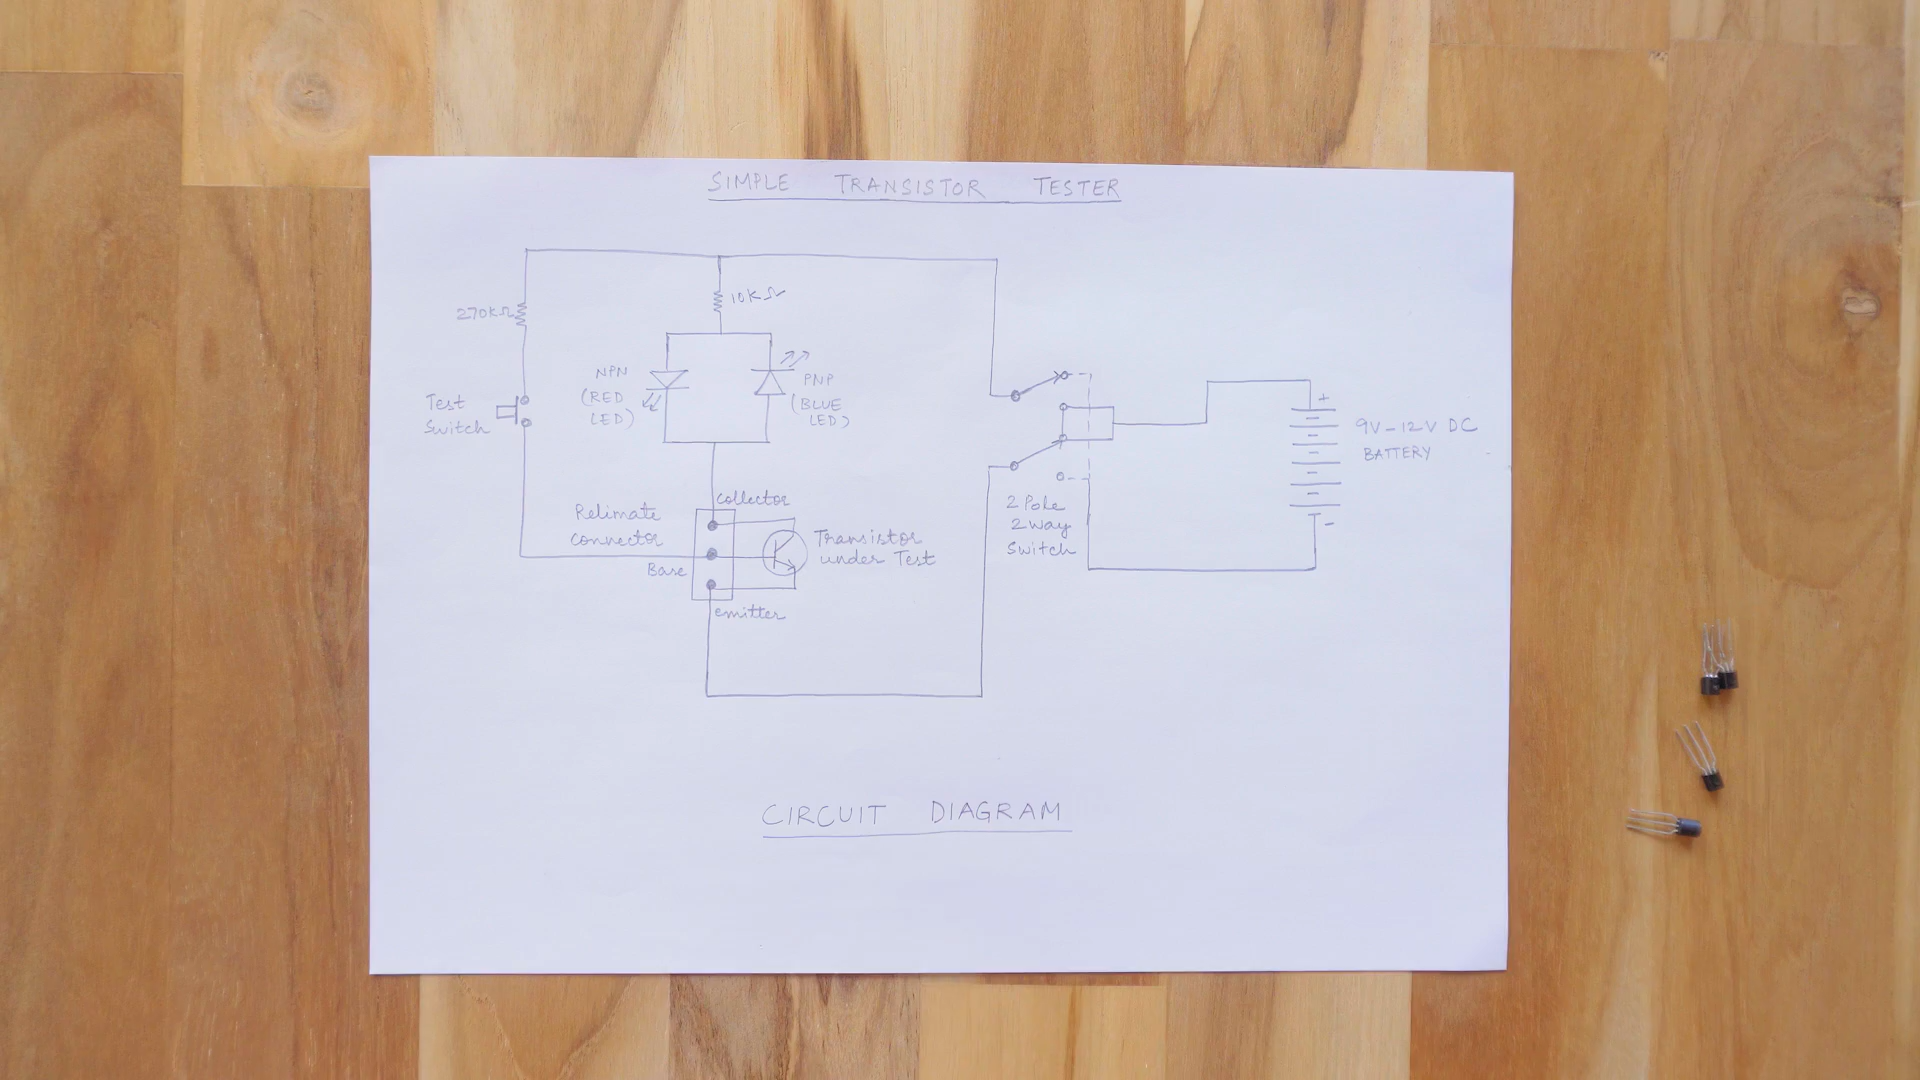 SIMPLE TRANSISTOR TESTER
270KΩ
10KΩ
NPN
(RED
LED)
PNP
(BLUE
LED)
Test
Switch
+
9V-12V DC
BATTERY
-
collector
Relimate
connector
Base
emitter
Transistor
under Test
2 Pole
2 Way
Switch
CIRCUIT DIAGRAM